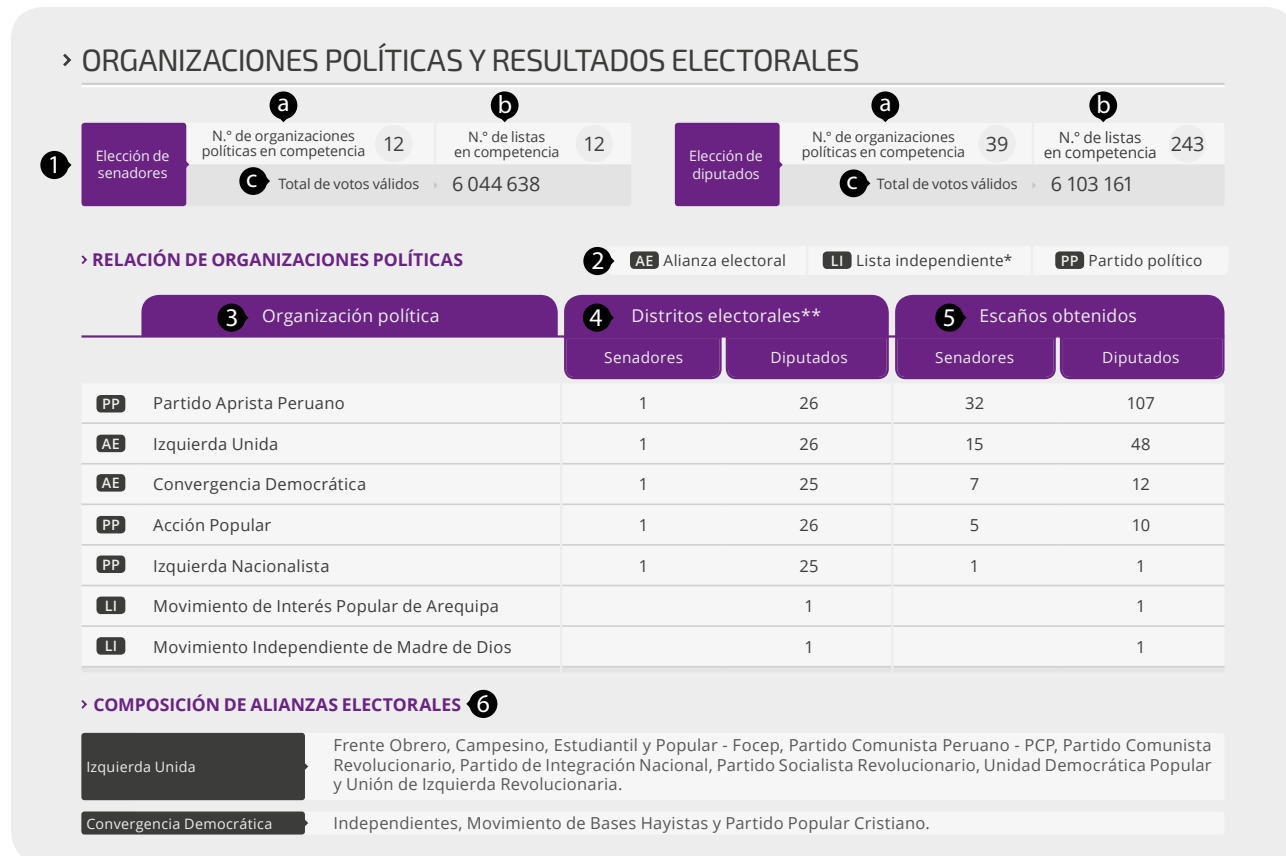 › ORGANIZACIONES POLÍTICAS Y RESULTADOS ELECTORALES
a b a b
1 Elección de senadores N.° de organizaciones políticas en competencia 12 N.° de listas en competencia 12
c Total de votos válidos 6 044 638
Elección de diputados N.° de organizaciones políticas en competencia 39 N.° de listas en competencia 243
c Total de votos válidos 6 103 161
› RELACIÓN DE ORGANIZACIONES POLÍTICAS 2 AE Alianza electoral LI Lista independiente* PP Partido político
3 Organización política 4 Distritos electorales** 5 Escaños obtenidos
Senadores Diputados Senadores Diputados
PP Partido Aprista Peruano 1 26 32 107
AE Izquierda Unida 1 26 15 48
AE Convergencia Democrática 1 25 7 12
PP Acción Popular 1 26 5 10
PP Izquierda Nacionalista 1 25 1 1
LI Movimiento de Interés Popular de Arequipa 1 1
LI Movimiento Independiente de Madre de Dios 1 1
› COMPOSICIÓN DE ALIANZAS ELECTORALES 6
Izquierda Unida
Frente Obrero, Campesino, Estudiantil y Popular - Focep, Partido Comunista Peruano - PCP, Partido Comunista
Revolucionario, Partido de Integración Nacional, Partido Socialista Revolucionario, Unidad Democrática Popular
y Unión de Izquierda Revolucionaria.
Convergencia Democrática Independientes, Movimiento de Bases Hayistas y Partido Popular Cristiano.